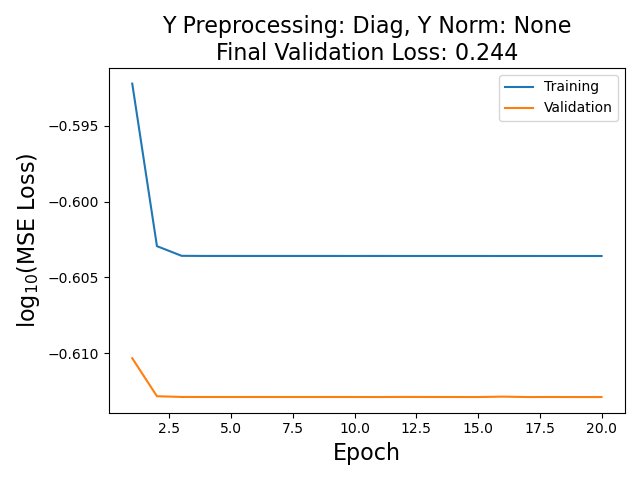 Y Preprocessing: Diag, Y Norm: None
Final Validation Loss: 0.244
Training
Validation
−0.595
−0.600
−0.605
−0.610
log₁₀(MSE Loss)
2.5 5.0 7.5 10.0 12.5 15.0 17.5 20.0
Epoch